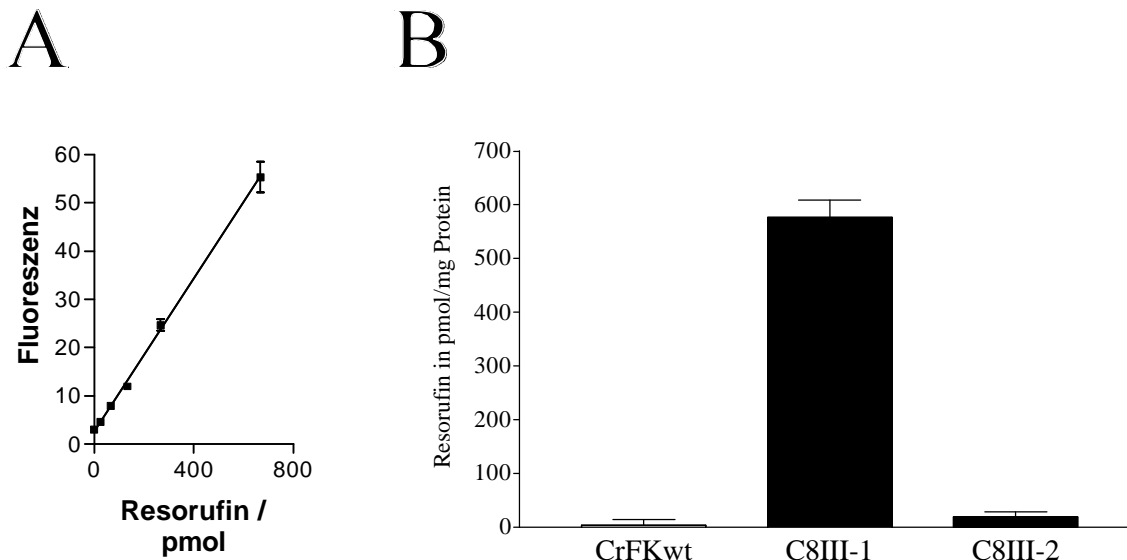 A
B
60
50
40
30
20
10
0
Fluoreszenz
0 400 800
Resorufin /
pmol
700
600
500
400
300
200
100
0
Resorufin in pmol/mg Protein
CrFKwt C8III-1 C8III-2